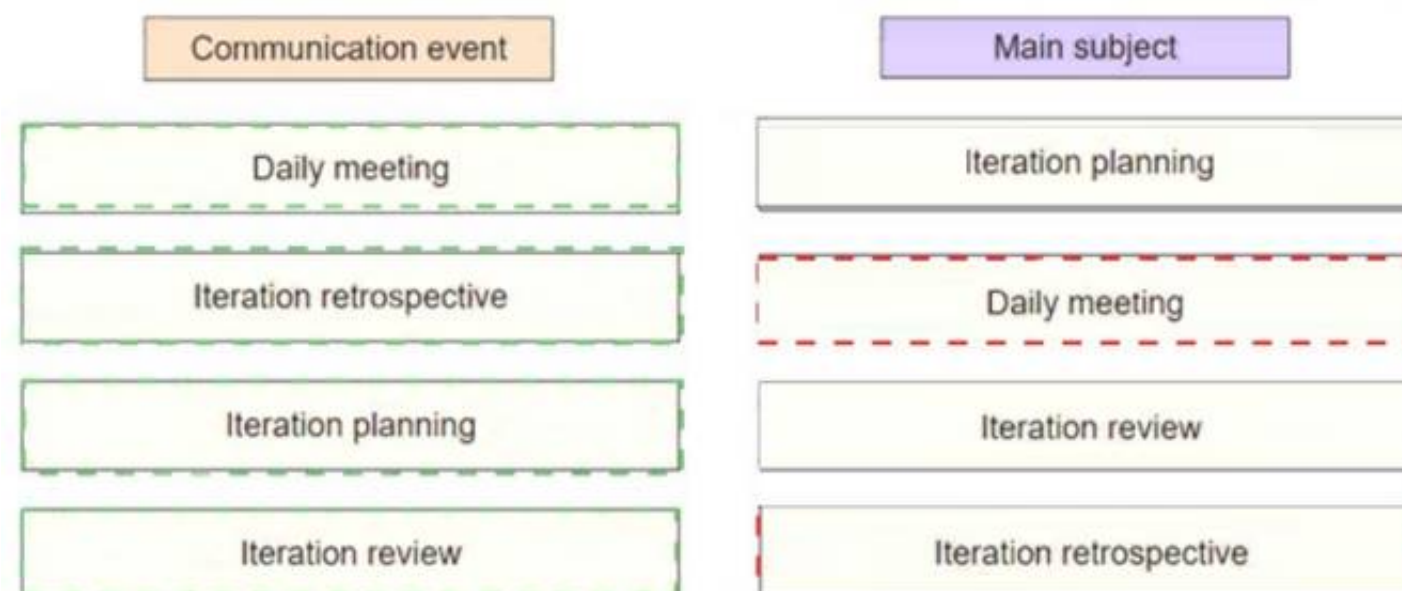 Communication event
Main subject
Daily meeting
Iteration planning
Iteration retrospective
Daily meeting
Iteration planning
Iteration review
Iteration review
Iteration retrospective